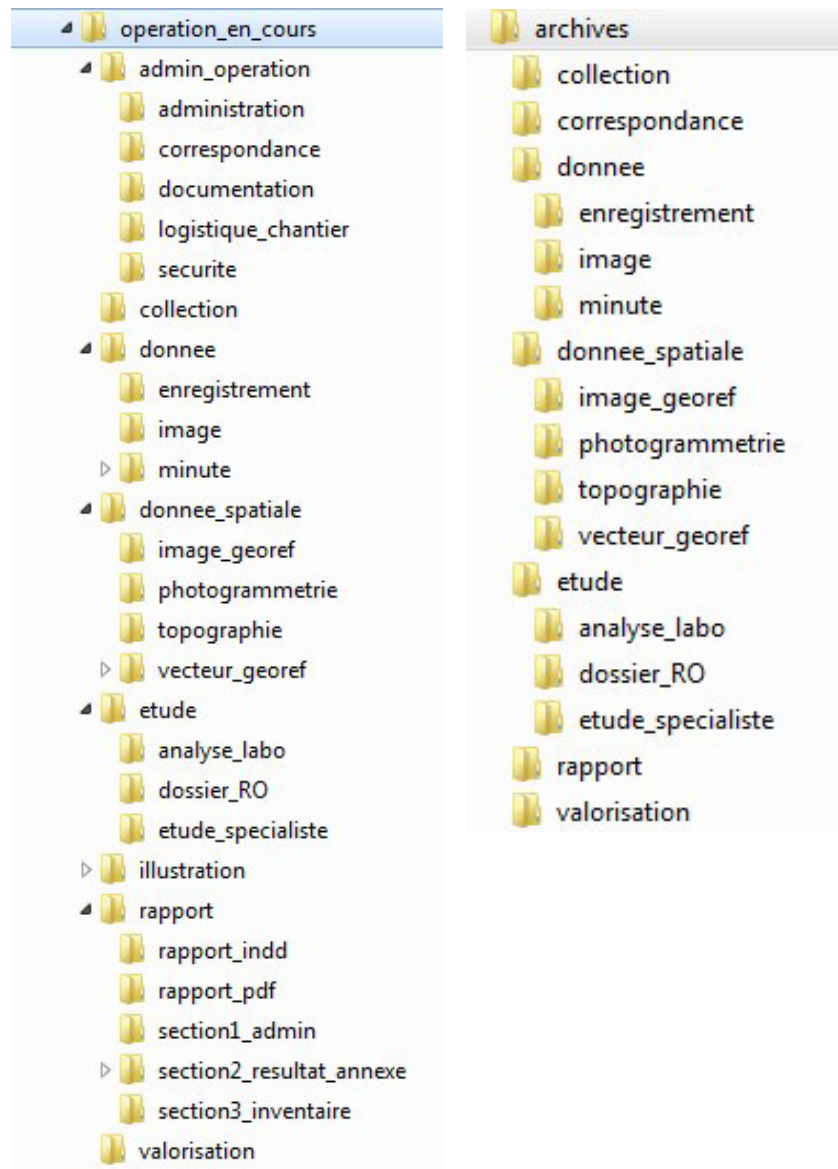 operation_en_cours
admin_operation
administration
correspondance
documentation
logistique_chantier
securite
collection
donnee
enregistrement
image
minute
donnee_spatiale
image_georef
photogrammetrie
topographie
vecteur_georef
etude
analyse_labo
dossier_RO
etude_specialiste
illustration
rapport
rapport_indd
rapport_pdf
section1_admin
section2_resultat_annexe
section3_inventaire
valorisation
archives
collection
correspondance
donnee
enregistrement
image
minute
donnee_spatiale
image_georef
photogrammetrie
topographie
vecteur_georef
etude
analyse_labo
dossier_RO
etude_specialiste
rapport
valorisation